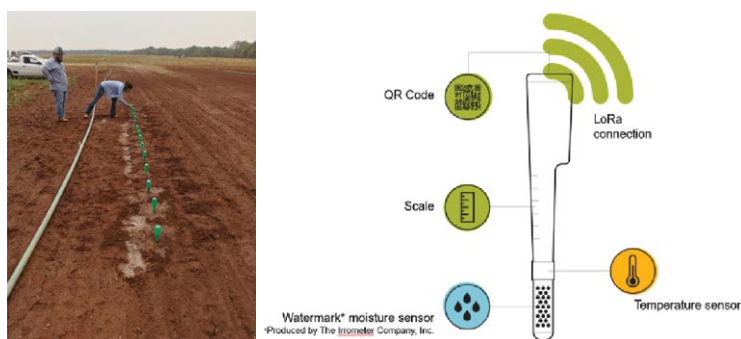 QR Code
LoRa
connection
Scale
Temperature sensor
Watermark* moisture sensor
*Produced by The Irrometer Company, Inc.